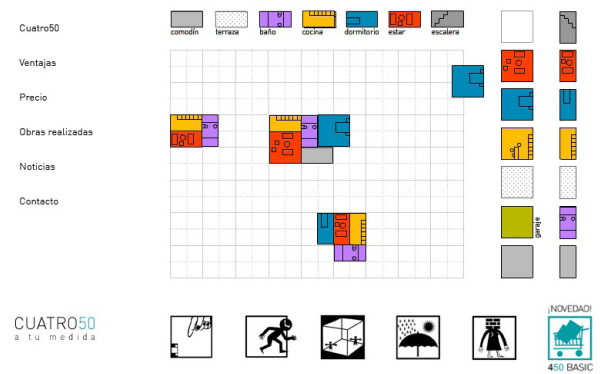 Cuatro50
Ventajas
Precio
Obras realizadas
Noticias
Contacto
comodín
terraza
baño
cocina
dormitorio
estar
escalera
garaje
CUATRO50
a tu medida
¡NOVEDAD!
450 BASIC